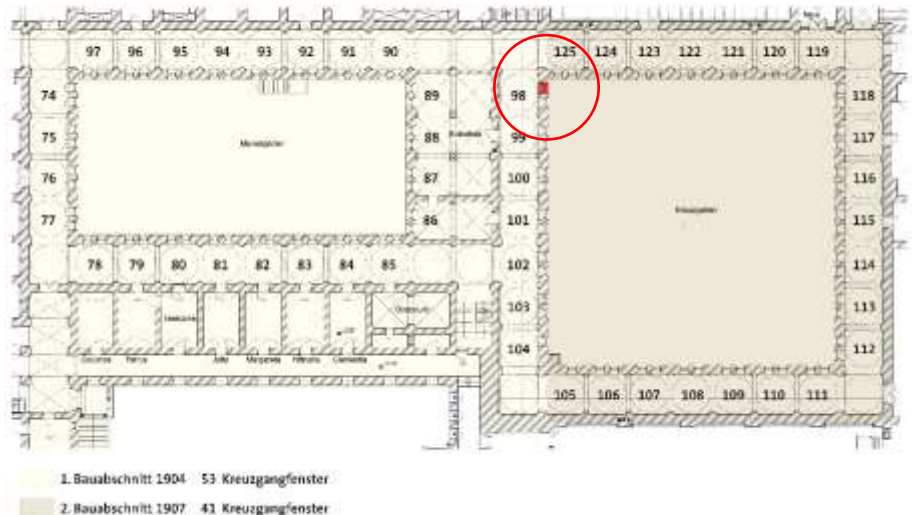 97 96 95 94 93 92 91 90 125 124 123 122 121 120 119
74 89 98 118
75 88 99 117
76 87 100 116
77 86 101 115
78 79 80 81 82 83 84 85 102 114
103 113
104 112
Kreuzgarten
Margareta
105 106 107 108 109 110 111
1. Bauabschnitt 1904 53 Kreuzgangfenster
2. Bauabschnitt 1907 41 Kreuzgangfenster